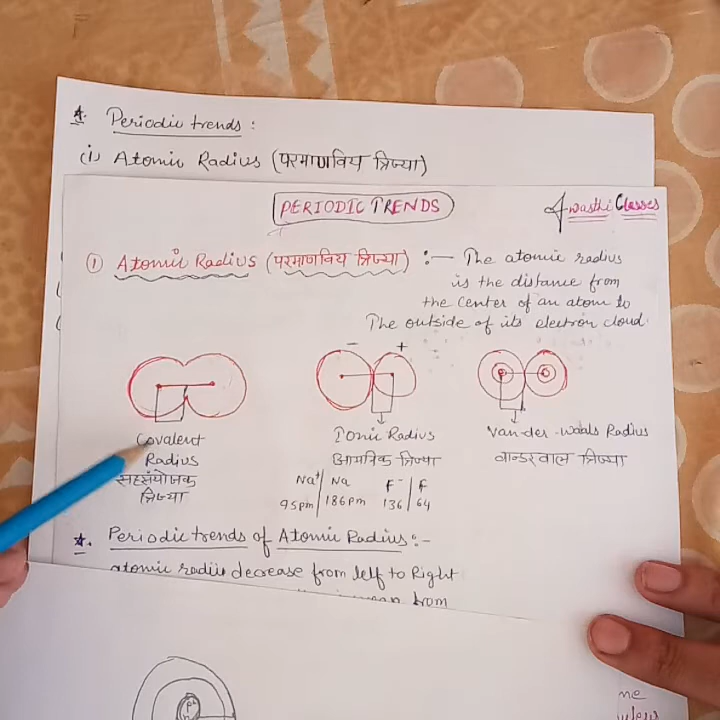 * Periodic trends :
(i) Atomic Radius (परमाणविय त्रिज्या)
PERIODIC TRENDS
Awasthi Classes
① Atomic Radius (परमाणविय त्रिज्या) :— The atomic radius
is the distance from
the center of an atom to
The outside of its electron cloud.
− +
Covalent
Radius
सहसंयोजक
त्रिज्या
Ionic Radius
आयनिक त्रिज्या
Na⁺ | Na F⁻ | F
95pm | 186pm 136 | 64
Van-der-waals Radius
वान्डरवाल त्रिज्या
*. Periodic trends of Atomic Radius :-
atomic radius decrease from left to Right
from
me